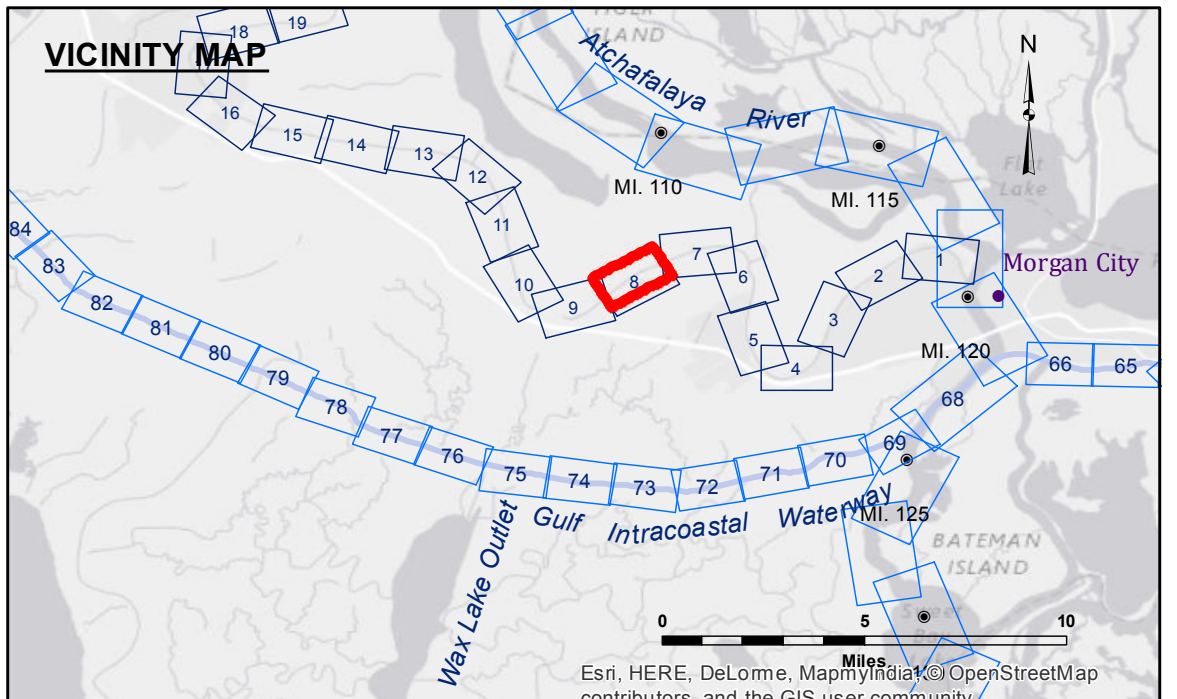 VICINITY MAP
18
19
16
15
14
13
12
11
10
9
8
7
6
5
4
3
2
1
ISLAND
Atchafalaya
River
N
MI. 110
MI. 115
Flat
Lake
Morgan City
MI. 120
84
83
82
81
80
79
78
77
76
75
74
73
72
71
70
69
68
66
65
Wax Lake Outlet
Gulf
Intracoastal
Waterway
MI. 125
BATEMAN
ISLAND
Sweet
Bay
0
5
10
Miles
Esri, HERE, DeLorme, MapmyIndia, © OpenStreetMap
contributors, and the GIS user community